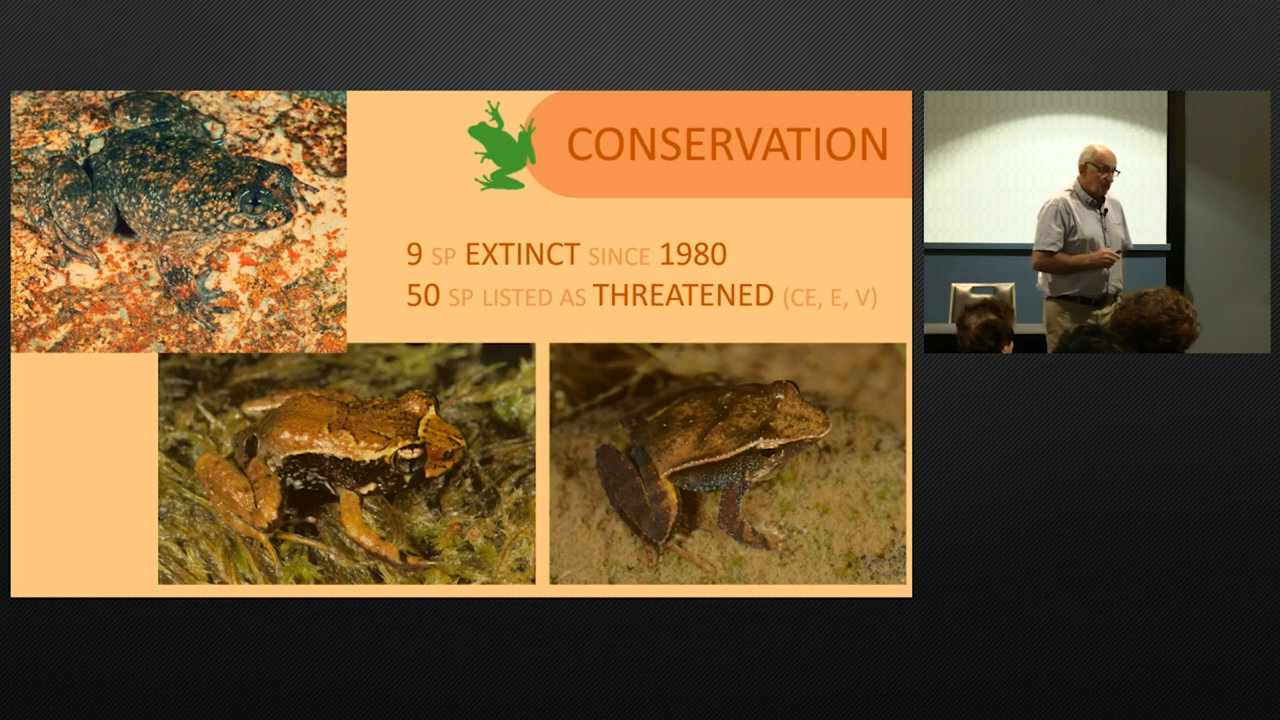 CONSERVATION
9 SP EXTINCT SINCE 1980
50 SP LISTED AS THREATENED (CE, E, V)